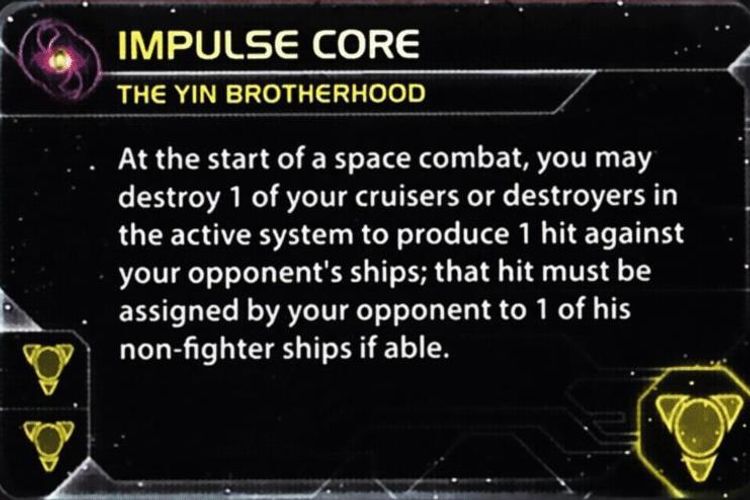 IMPULSE CORE
THE YIN BROTHERHOOD
At the start of a space combat, you may
destroy 1 of your cruisers or destroyers in
the active system to produce 1 hit against
your opponent's ships; that hit must be
assigned by your opponent to 1 of his
non-fighter ships if able.